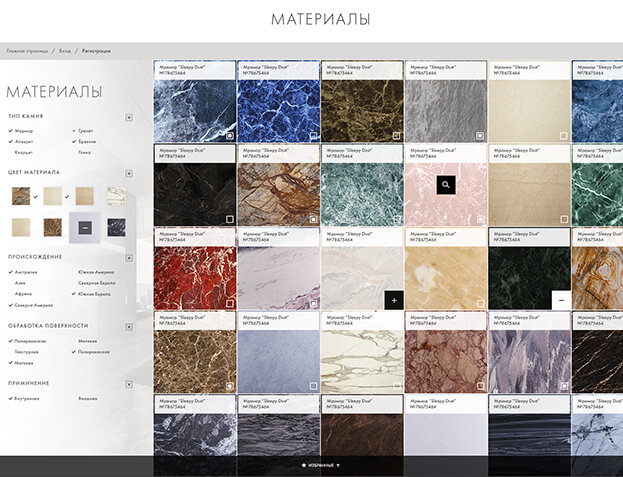 МАТЕРИАЛЫ
Главная страница / Вход / Регистрация
МАТЕРИАЛЫ
ТИП КАМНЯ
Мрамор Гранит
Алеврит Брекчия
Кварцит Глина
ЦВЕТ МАТЕРИАЛА
ПРОИСХОЖДЕНИЕ
Австралия Южная Америка
Азия Северная Европа
Африка Южная Европа
Северна Америка
ОБРАБОТКА ПОВЕРХНОСТИ
Полированная Матовая
Текстурная Полированная
Матовая
ПРИМИНЕНИЕ
Внутреннее Внешнее
Мрамор "Sleepy Dust" Мрамор "Sleepy Dust" Мрамор "Sleepy Dust" Мрамор "Sleepy Dust" Мрамор "Sleepy Dust" Мрамор "Sleepy Dust"
№78675464 №78675464 №78675464 №78675464 №78675464 №78675464
Мрамор "Sleepy Dust" Мрамор "Sleepy Dust" Мрамор "Sleepy Dust" Мрамор "Sleepy Dust" Мрамор "Sleepy Dust" Мрамор "Sleepy Dust"
№78675464 №78675464 №78675464 №78675464 №78675464 №78675464
Мрамор "Sleepy Dust" Мрамор "Sleepy Dust" Мрамор "Sleepy Dust" Мрамор "Sleepy Dust" Мрамор "Sleepy Dust" Мрамор "Sleepy Dust"
№78675464 №78675464 №78675464 №78675464 №78675464 №78675464
Мрамор "Sleepy Dust" Мрамор "Sleepy Dust" Мрамор "Sleepy Dust" Мрамор "Sleepy Dust" Мрамор "Sleepy Dust" Мрамор "Sleepy Dust"
№78675464 №78675464 №78675464 №78675464 №78675464 №78675464
Мрамор "Sleepy Dust" Мрамор "Sleepy Dust" Мрамор "Sleepy Dust" Мрамор "Sleepy Dust" Мрамор "Sleepy Dust" Мрамор "Sleepy Dust"
№78675464 №78675464 №78675464 №78675464 №78675464 №78675464
ИЗБРАННЫЕ